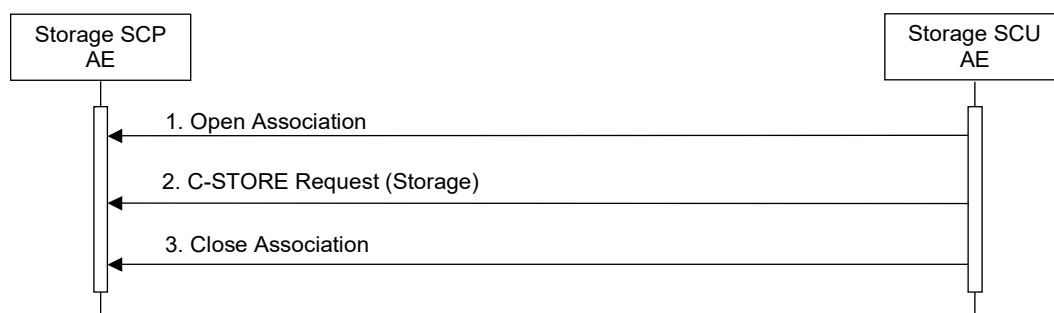 Storage SCP
AE
Storage SCU
AE
1. Open Association
2. C-STORE Request (Storage)
3. Close Association